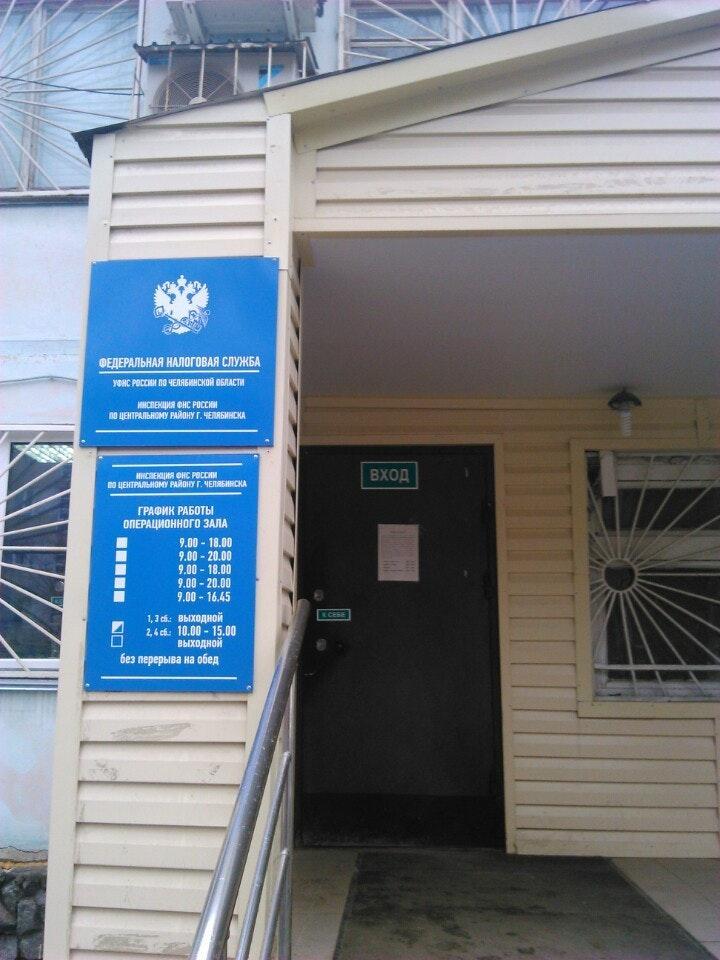 ФЕДЕРАЛЬНАЯ НАЛОГОВАЯ СЛУЖБА
УФНС РОССИИ ПО ЧЕЛЯБИНСКОЙ ОБЛАСТИ
ИНСПЕКЦИЯ ФНС РОССИИ
ПО ЦЕНТРАЛЬНОМУ РАЙОНУ Г. ЧЕЛЯБИНСКА
ИНСПЕКЦИЯ ФНС РОССИИ
ПО ЦЕНТРАЛЬНОМУ РАЙОНУ Г. ЧЕЛЯБИНСКА
ГРАФИК РАБОТЫ
ОПЕРАЦИОННОГО ЗАЛА
9.00 - 18.00
9.00 - 20.00
9.00 - 18.00
9.00 - 20.00
9.00 - 16.45
1, 3 сб.: ВЫХОДНОЙ
2, 4 сб.: 10.00 - 15.00
ВЫХОДНОЙ
без перерыва на обед
ВХОД
К СЕБЕ